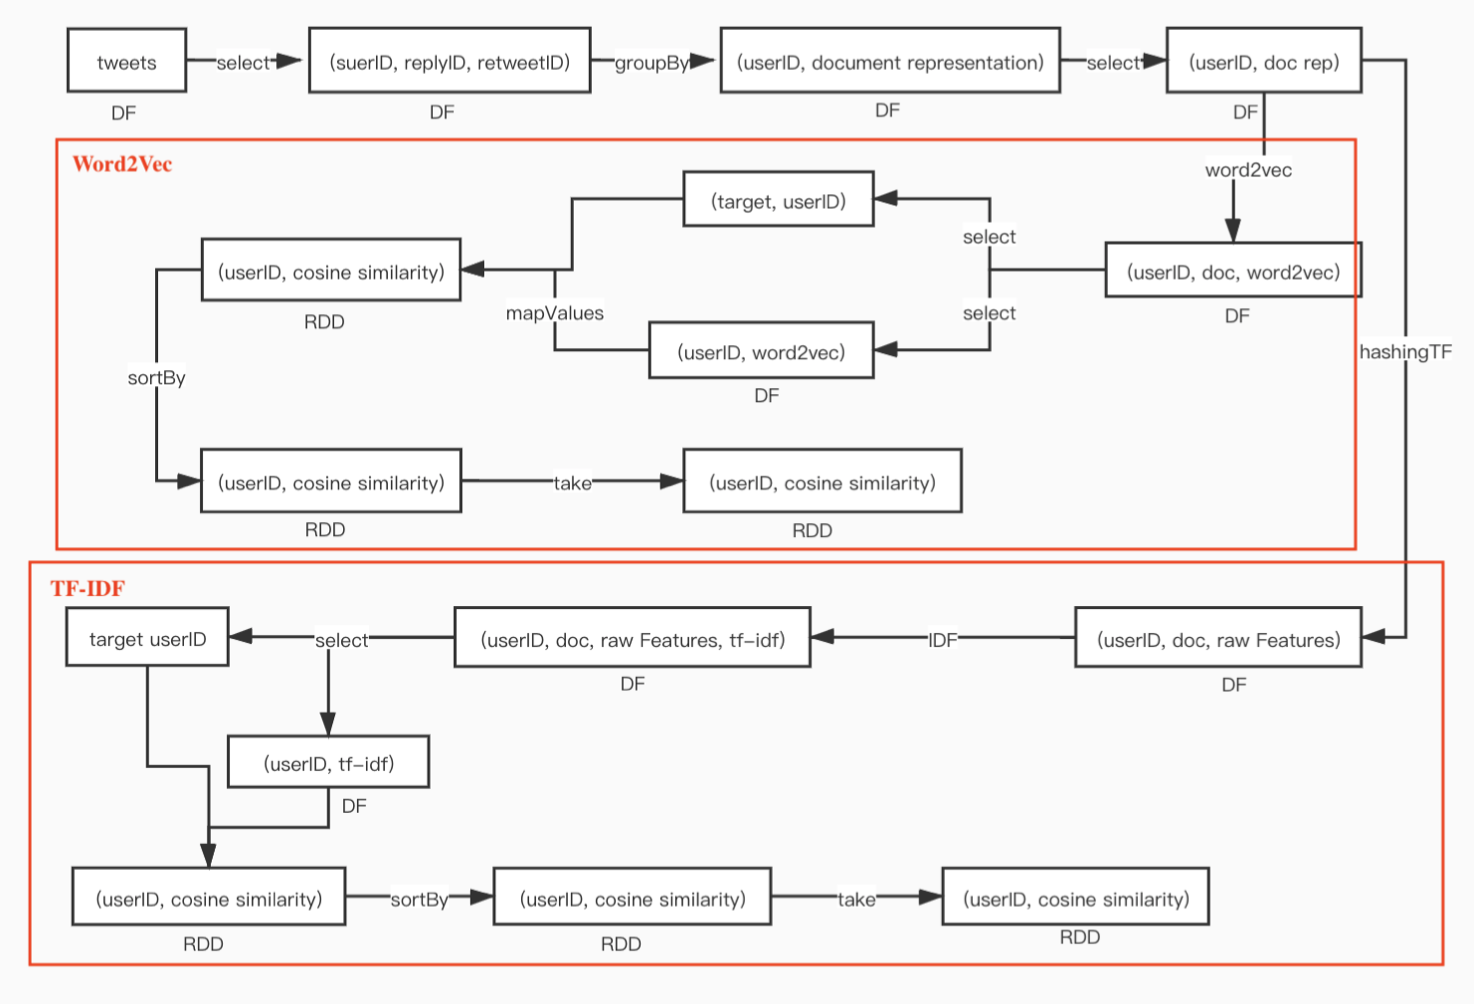 tweets
select
(suerID, replyID, retweetID)
groupBy
(userID, document representation)
select
(userID, doc rep)
DF
DF
DF
DF
Word2Vec
word2vec
(target, userID)
select
(userID, cosine similarity)
(userID, doc, word2vec)
RDD
mapValues
select
DF
(userID, word2vec)
hashingTF
sortBy
DF
(userID, cosine similarity)
take
(userID, cosine similarity)
RDD
RDD
TF-IDF
target userID
select
(userID, doc, raw Features, tf-idf)
IDF
(userID, doc, raw Features)
DF
DF
(userID, tf-idf)
DF
(userID, cosine similarity)
sortBy
(userID, cosine similarity)
take
(userID, cosine similarity)
RDD
RDD
RDD